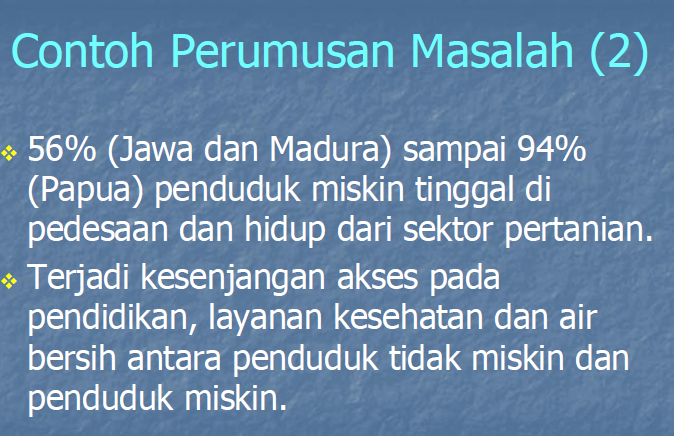 Contoh Perumusan Masalah (2)
56% (Jawa dan Madura) sampai 94%
(Papua) penduduk miskin tinggal di
pedesaan dan hidup dari sektor pertanian.
Terjadi kesenjangan akses pada
pendidikan, layanan kesehatan dan air
bersih antara penduduk tidak miskin dan
penduduk miskin.